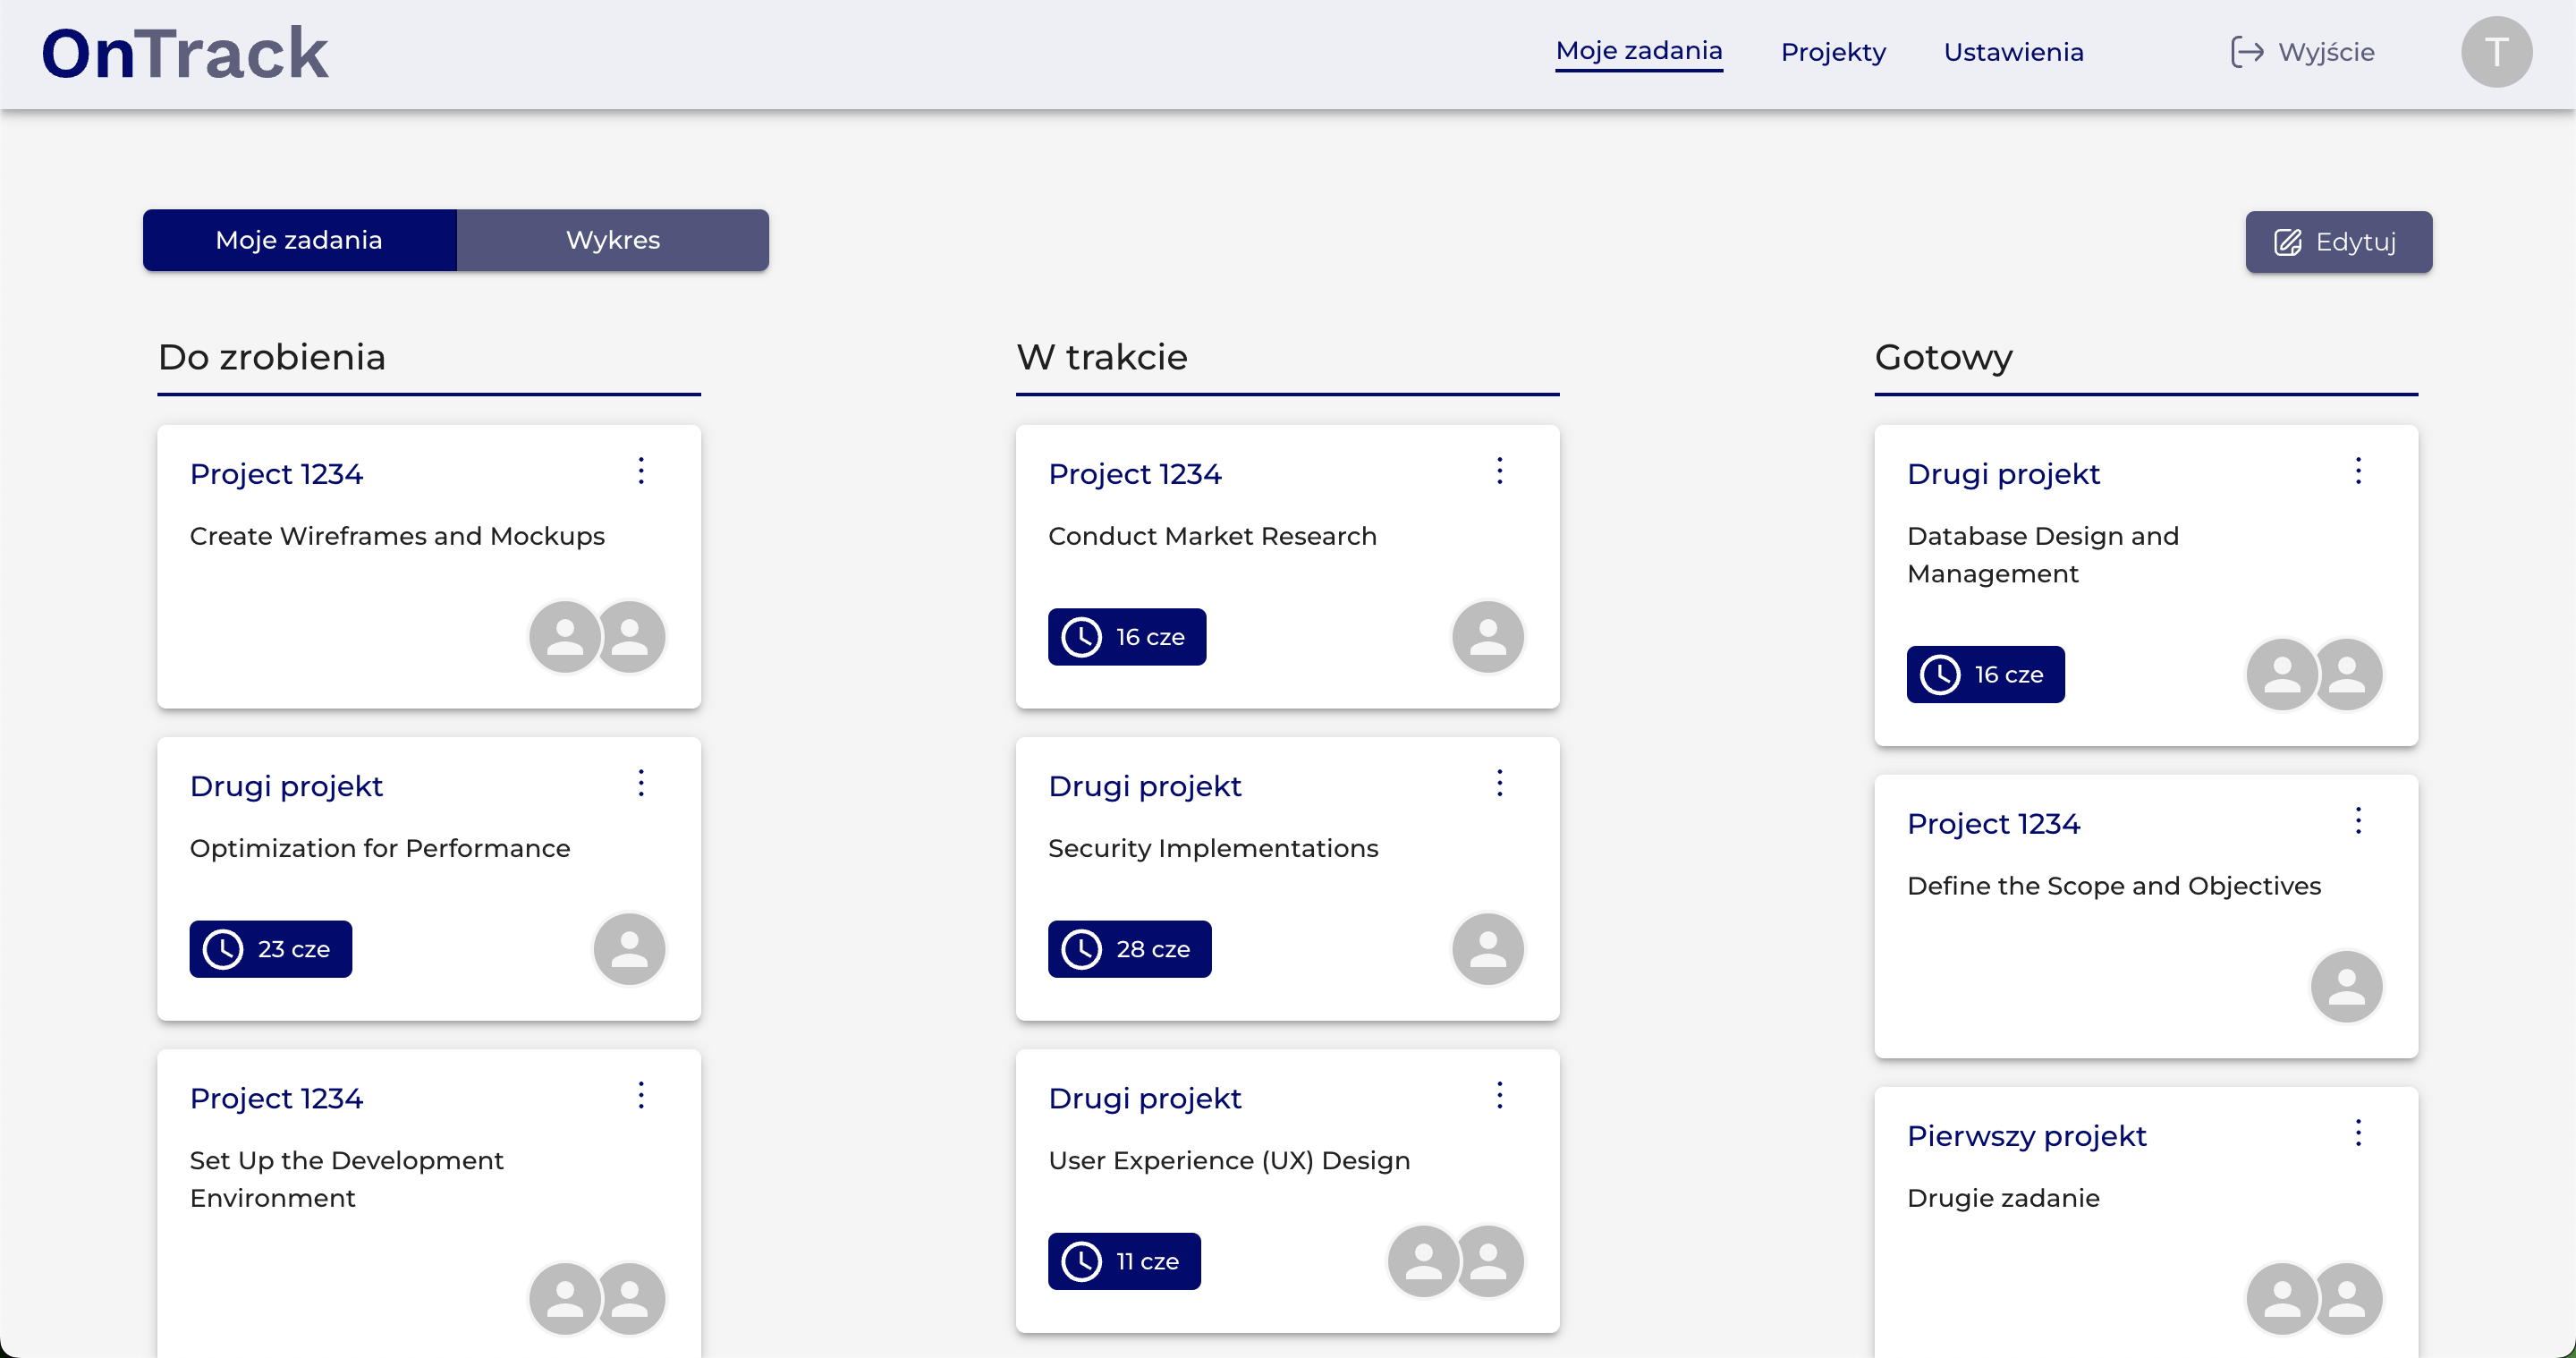 OnTrack
Moje zadania
Projekty
Ustawienia
Wyjście
T
Moje zadania
Wykres
Edytuj
Do zrobienia
Project 1234
Create Wireframes and Mockups
Drugi projekt
Optimization for Performance
23 cze
Project 1234
Set Up the Development
Environment
W trakcie
Project 1234
Conduct Market Research
16 cze
Drugi projekt
Security Implementations
28 cze
Drugi projekt
User Experience (UX) Design
11 cze
Gotowy
Drugi projekt
Database Design and
Management
16 cze
Project 1234
Define the Scope and Objectives
Pierwszy projekt
Drugie zadanie